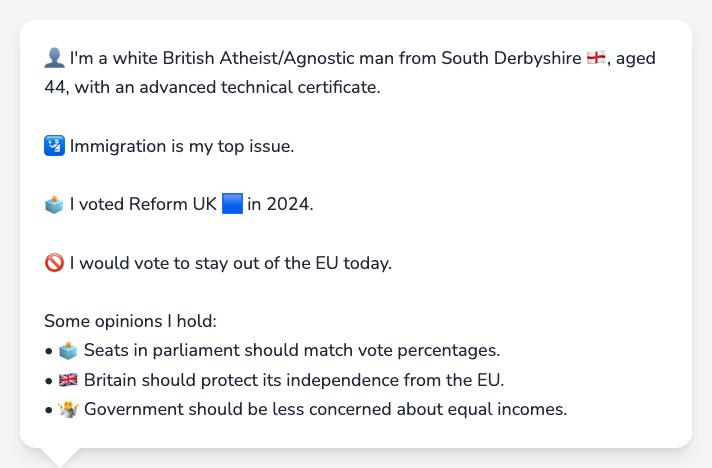 👤 I'm a white British Atheist/Agnostic man from South Derbyshire 🏴󠁧󠁢󠁥󠁮󠁧󠁿, aged
44, with an advanced technical certificate.
🛂 Immigration is my top issue.
🗳️ I voted Reform UK 🟦 in 2024.
🚫 I would vote to stay out of the EU today.
Some opinions I hold:
• 🗳️ Seats in parliament should match vote percentages.
• 🇬🇧 Britain should protect its independence from the EU.
• 🤷 Government should be less concerned about equal incomes.